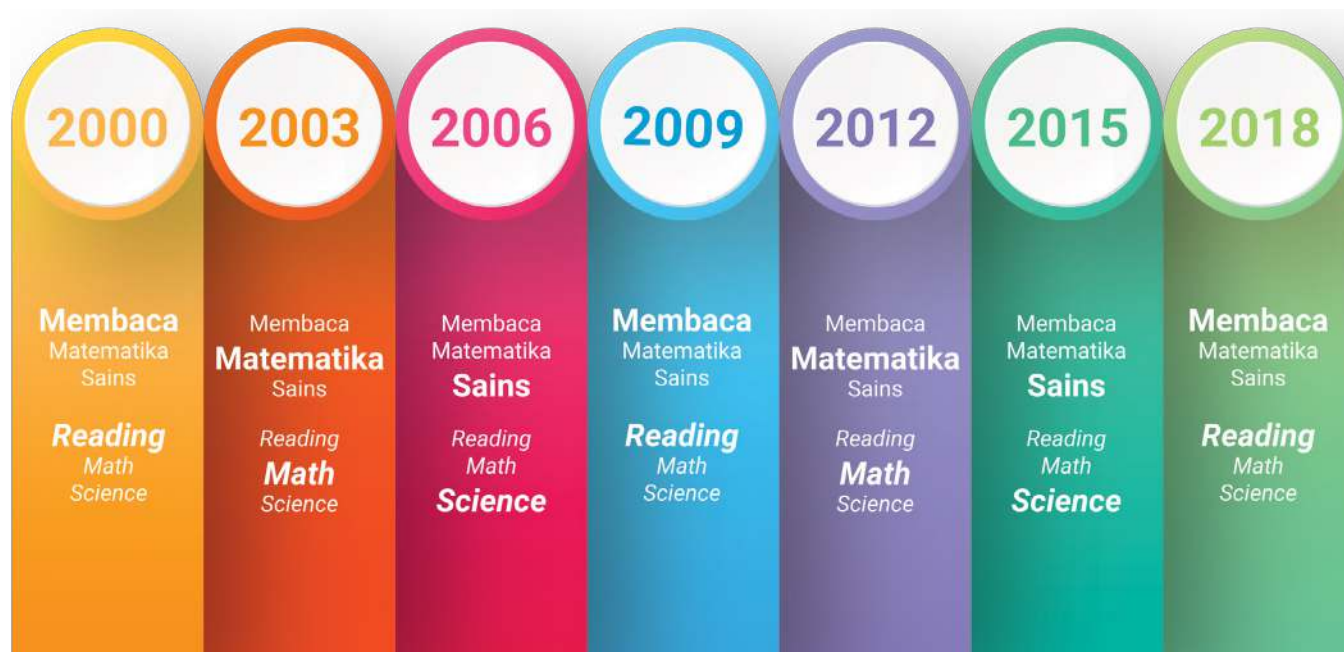 2000
Membaca
Matematika
Sains
Reading
Math
Science
2003
Membaca
Matematika
Sains
Reading
Math
Science
2006
Membaca
Matematika
Sains
Reading
Math
Science
2009
Membaca
Matematika
Sains
Reading
Math
Science
2012
Membaca
Matematika
Sains
Reading
Math
Science
2015
Membaca
Matematika
Sains
Reading
Math
Science
2018
Membaca
Matematika
Sains
Reading
Math
Science